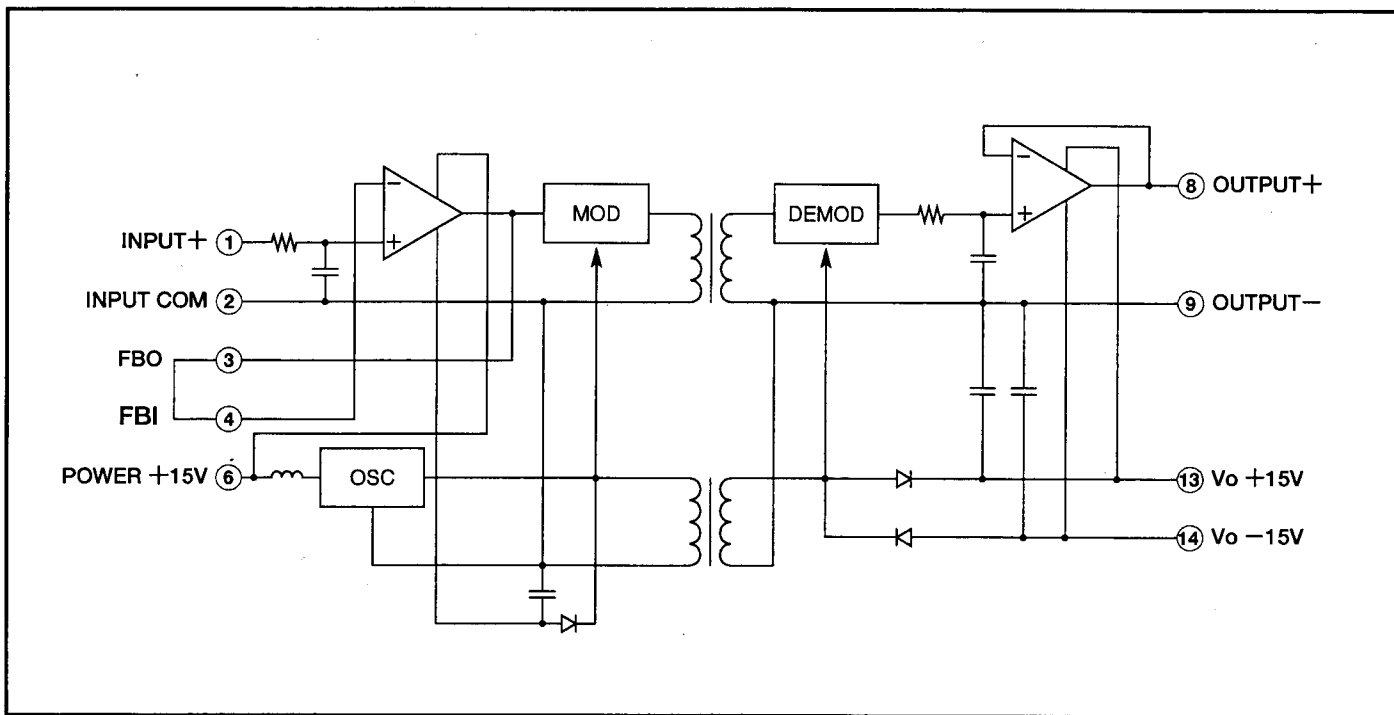 INPUT+ 1
INPUT COM 2
FBO 3
FBI 4
POWER +15V 6
− +
MOD
OSC
DEMOD
− +
8 OUTPUT+
9 OUTPUT−
13 Vo +15V
14 Vo −15V